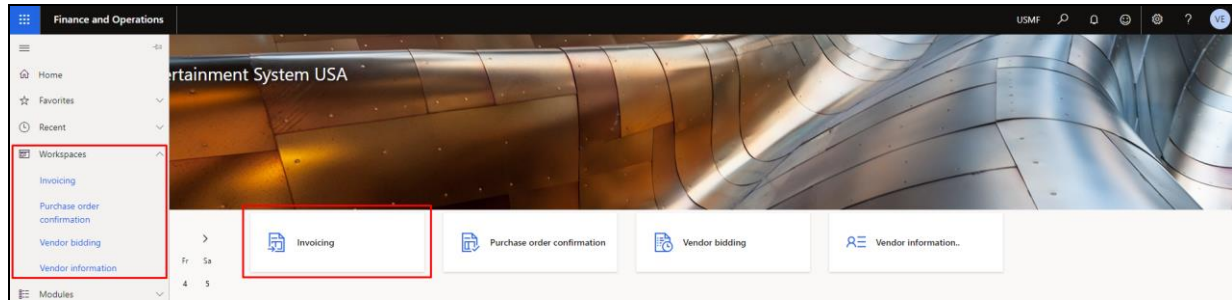 Finance and Operations
USMF
VE
Home
ertainment System USA
Favorites
Recent
Workspaces
Invoicing
Purchase order
confirmation
Vendor bidding
Vendor information
Modules
Fr Sa
4 5
Invoicing
Purchase order confirmation
Vendor bidding
Vendor information..